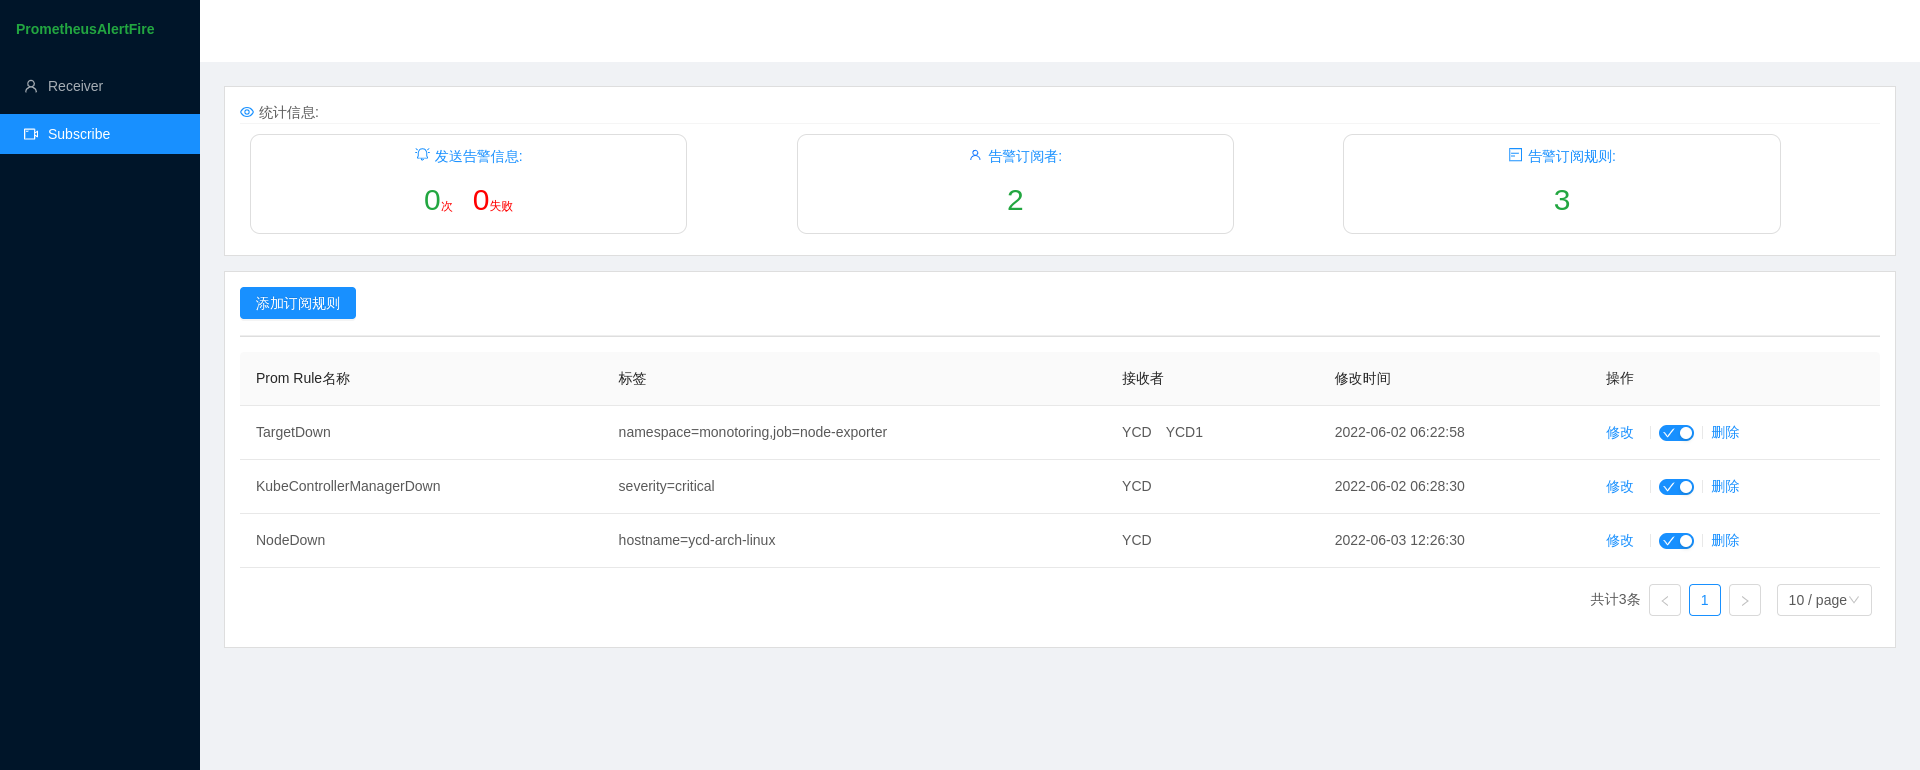 PrometheusAlertFire
Receiver
Subscribe
统计信息:
发送告警信息:
0次 0失败
告警订阅者:
2
告警订阅规则:
3
添加订阅规则
Prom Rule名称 标签 接收者 修改时间 操作
TargetDown namespace=monotoring,job=node-exporter YCD YCD1 2022-06-02 06:22:58 修改 删除
KubeControllerManagerDown severity=critical YCD 2022-06-02 06:28:30 修改 删除
NodeDown hostname=ycd-arch-linux YCD 2022-06-03 12:26:30 修改 删除
共计3条 1 10 / page